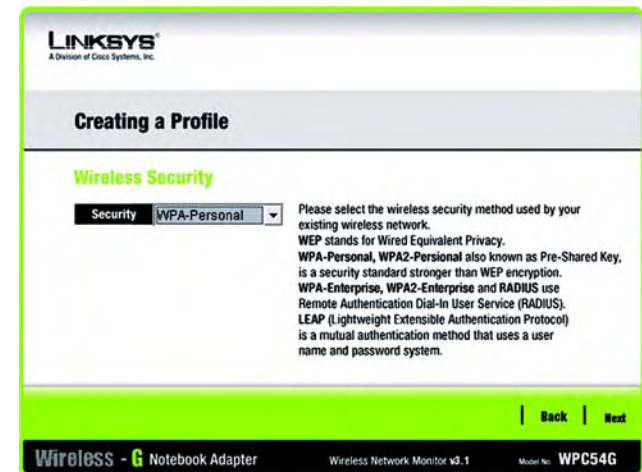 LINKSYS®
A Division of Cisco Systems, Inc.
Creating a Profile
Wireless Security
Security WPA-Personal
Please select the wireless security method used by your
existing wireless network.
WEP stands for Wired Equivalent Privacy.
WPA-Personal, WPA2-Persional also known as Pre-Shared Key,
is a security standard stronger than WEP encryption.
WPA-Enterprise, WPA2-Enterprise and RADIUS use
Remote Authentication Dial-In User Service (RADIUS).
LEAP (Lightweight Extensible Authentication Protocol)
is a mutual authentication method that uses a user
name and password system.
Back Next
Wireless - G Notebook Adapter Wireless Network Monitor v3.1 Model No. WPC54G